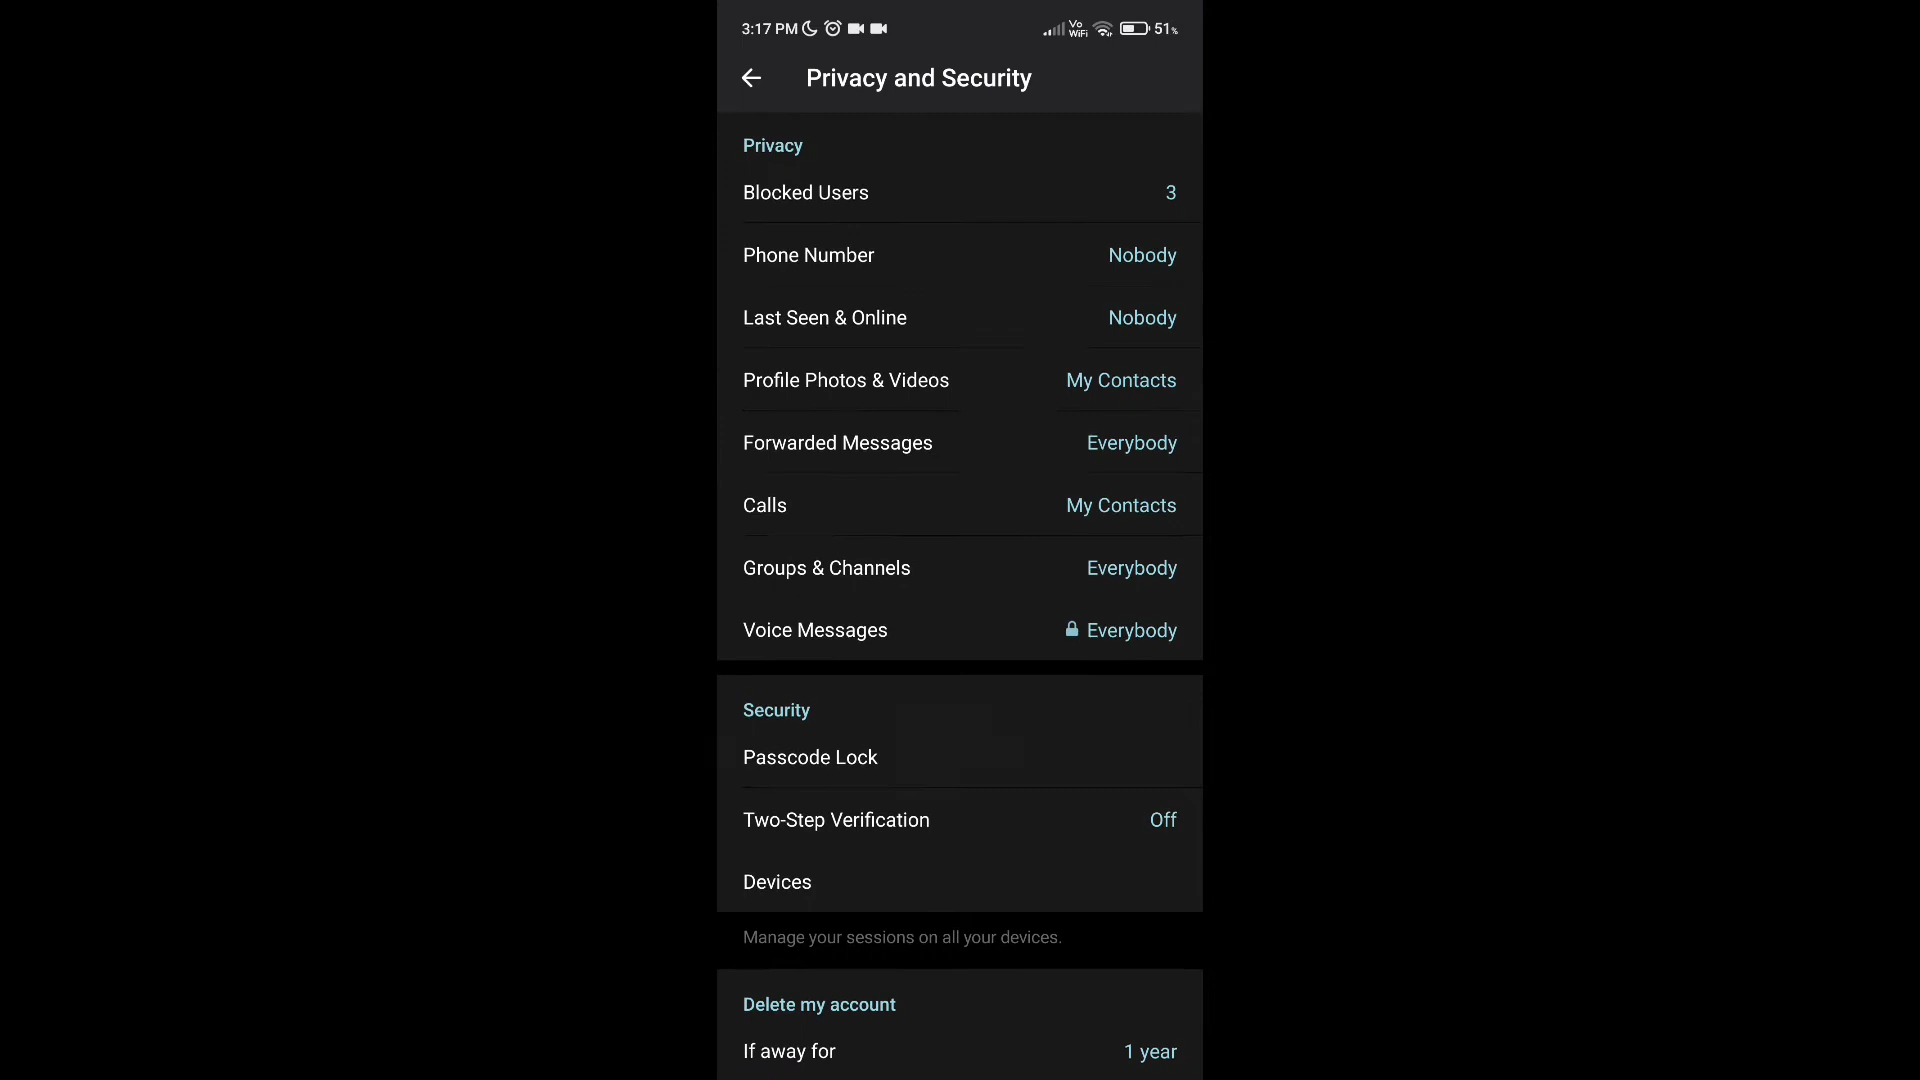 3:17 PM Vo WiFi 51%
Privacy and Security
Privacy
Blocked Users 3
Phone Number Nobody
Last Seen & Online Nobody
Profile Photos & Videos My Contacts
Forwarded Messages Everybody
Calls My Contacts
Groups & Channels Everybody
Voice Messages Everybody
Security
Passcode Lock
Two-Step Verification Off
Devices
Manage your sessions on all your devices.
Delete my account
If away for 1 year